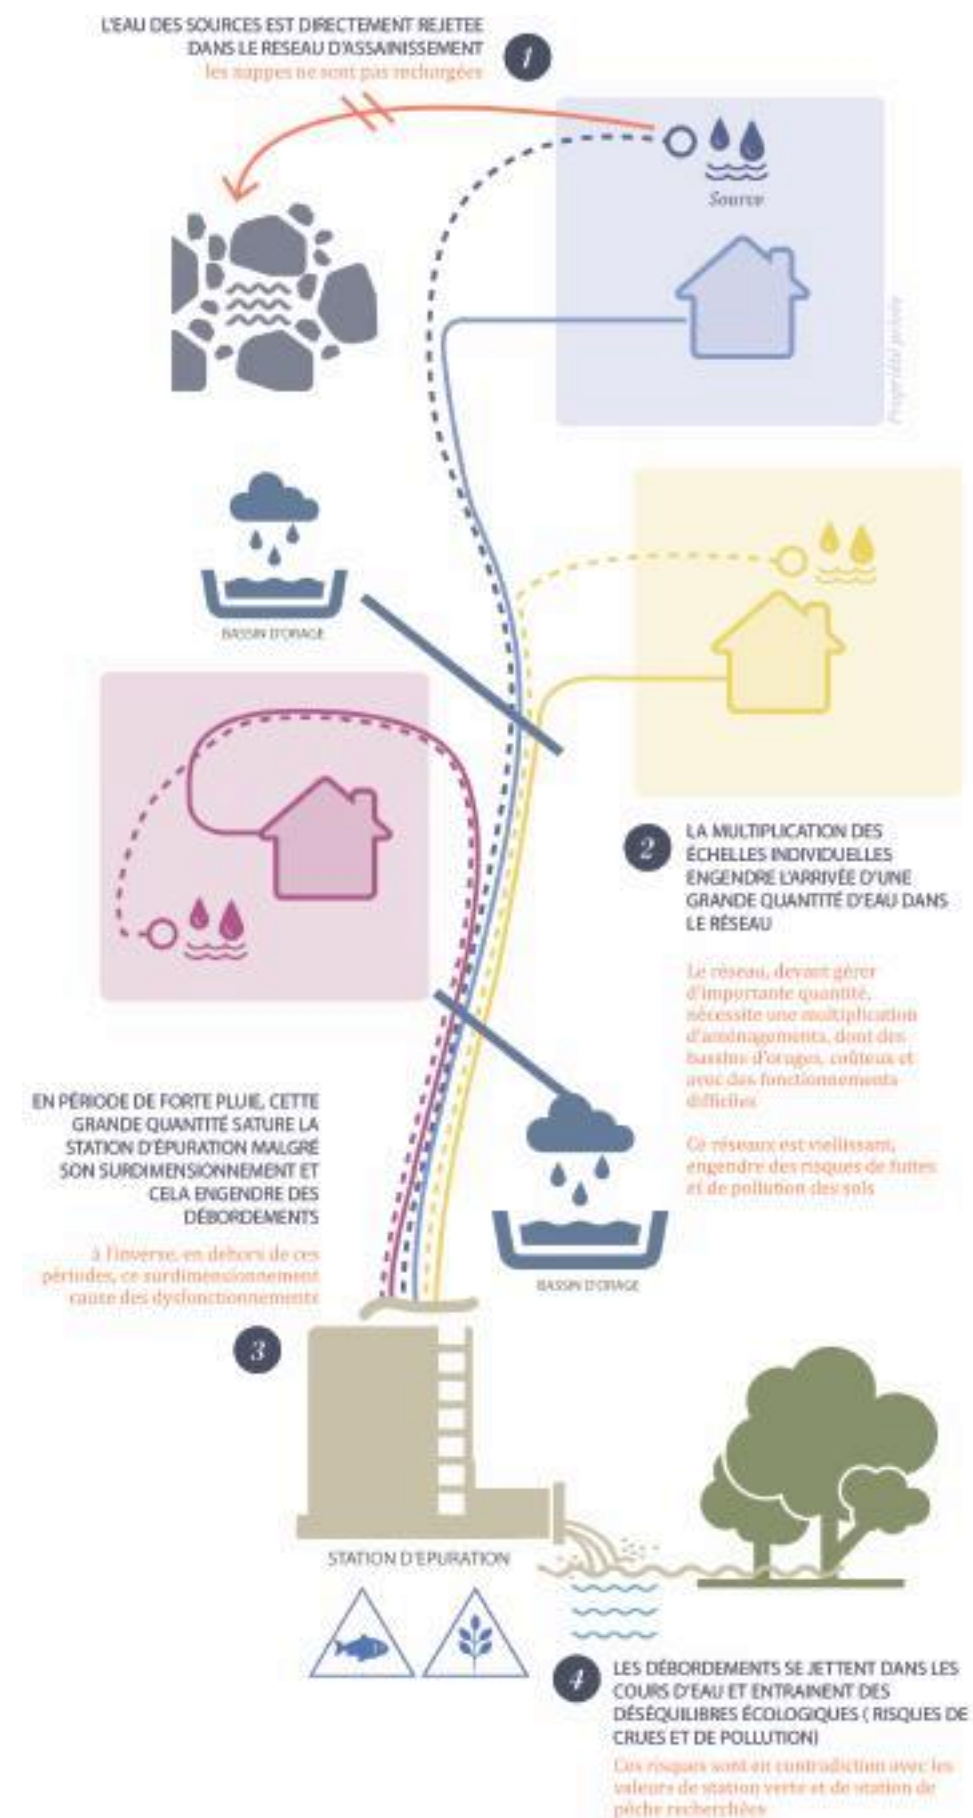 L'EAU DES SOURCES EST DIRECTEMENT REJETEE
DANS LE RESEAU D'ASSAINISSEMENT
les nappes ne sont pas rechargées
1
Source
Propriété privée
BASSIN D'ORAGE
2
LA MULTIPLICATION DES
ÉCHELLES INDIVIDUELLES
ENGENDRE L'ARRIVÉE D'UNE
GRANDE QUANTITÉ D'EAU DANS
LE RÉSEAU
Le réseau, devant gérer
d'importante quantité,
nécessite une multiplication
d'aménagements, dont des
bassins d'orages, coûteux et
avec des fonctionnements
difficiles
Ce réseaux est vieillissant,
engendre des risques de fuites
et de pollution des sols
EN PÉRIODE DE FORTE PLUIE, CETTE
GRANDE QUANTITÉ SATURE LA
STATION D'ÉPURATION MALGRÉ
SON SURDIMENSIONNEMENT ET
CELA ENGENDRE DES
DÉBORDEMENTS
à l'inverse, en dehors de ces
périodes, ce surdimensionnement
cause des dysfonctionnements
BASSIN D'ORAGE
3
STATION D'EPURATION
4
LES DÉBORDEMENTS SE JETTENT DANS LES
COURS D'EAU ET ENTRAINENT DES
DÉSÉQUILIBRES ÉCOLOGIQUES ( RISQUES DE
CRUES ET DE POLLUTION)
Ces risques sont en contradiction avec les
valeurs de station verte et de station de
pêche recherchées